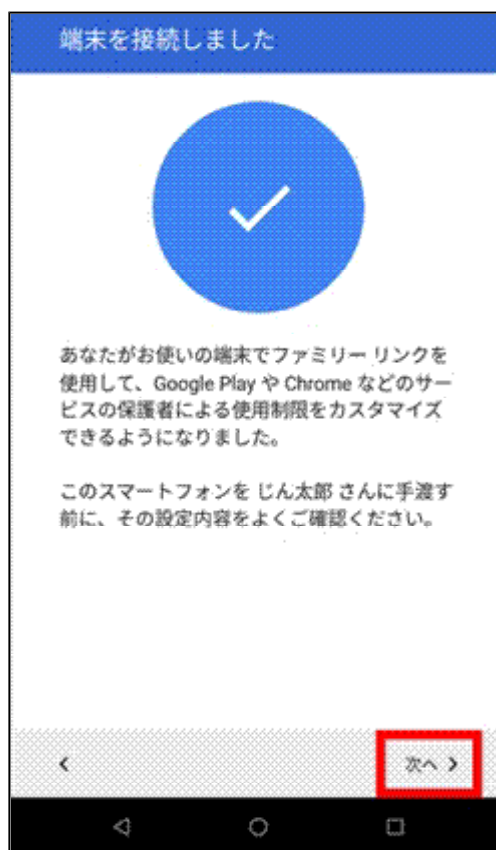 端末を接続しました
あなたがお使いの端末でファミリー リンクを
使用して、Google Play や Chrome などのサー
ビスの保護者による使用制限をカスタマイズ
できるようになりました。
このスマートフォンを じん太郎 さんに手渡す
前に、その設定内容をよくご確認ください。
次へ